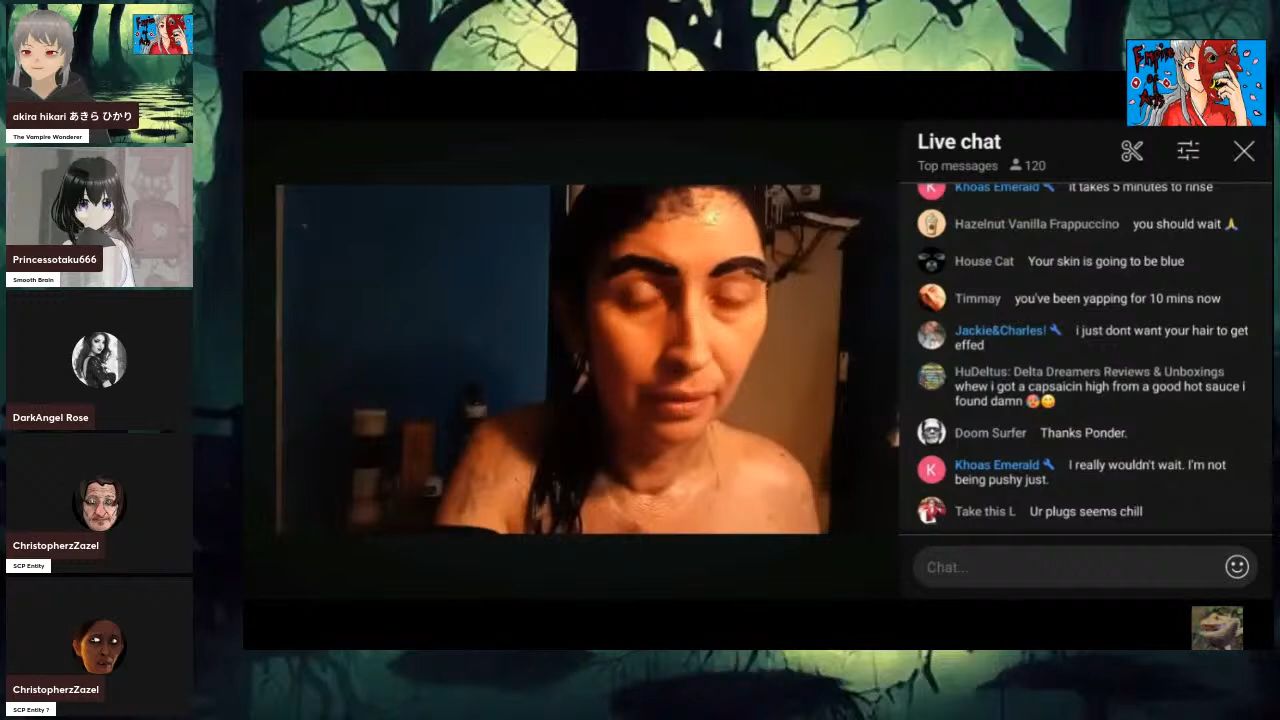 akira hikari あきら ひかり
The Vampire Wonderer
Princessotaku666
Smooth Brain
DarkAngel Rose
ChristopherzZazel
SCP Entity
ChristopherzZazel
SCP Entity ?
Empire
of
Arts
Live chat
Top messages 120
Khoas Emerald it takes 5 minutes to rinse
Hazelnut Vanilla Frappuccino you should wait 🙏
House Cat Your skin is going to be blue
Timmay you've been yapping for 10 mins now
Jackie&Charles! i just dont want your hair to get
effed
HuDeltus: Delta Dreamers Reviews & Unboxings
whew i got a capsaicin high from a good hot sauce i
found damn 🥵😋
Doom Surfer Thanks Ponder.
K
Khoas Emerald I really wouldn't wait. I'm not
being pushy just.
Take this L Ur plugs seems chill
Chat...